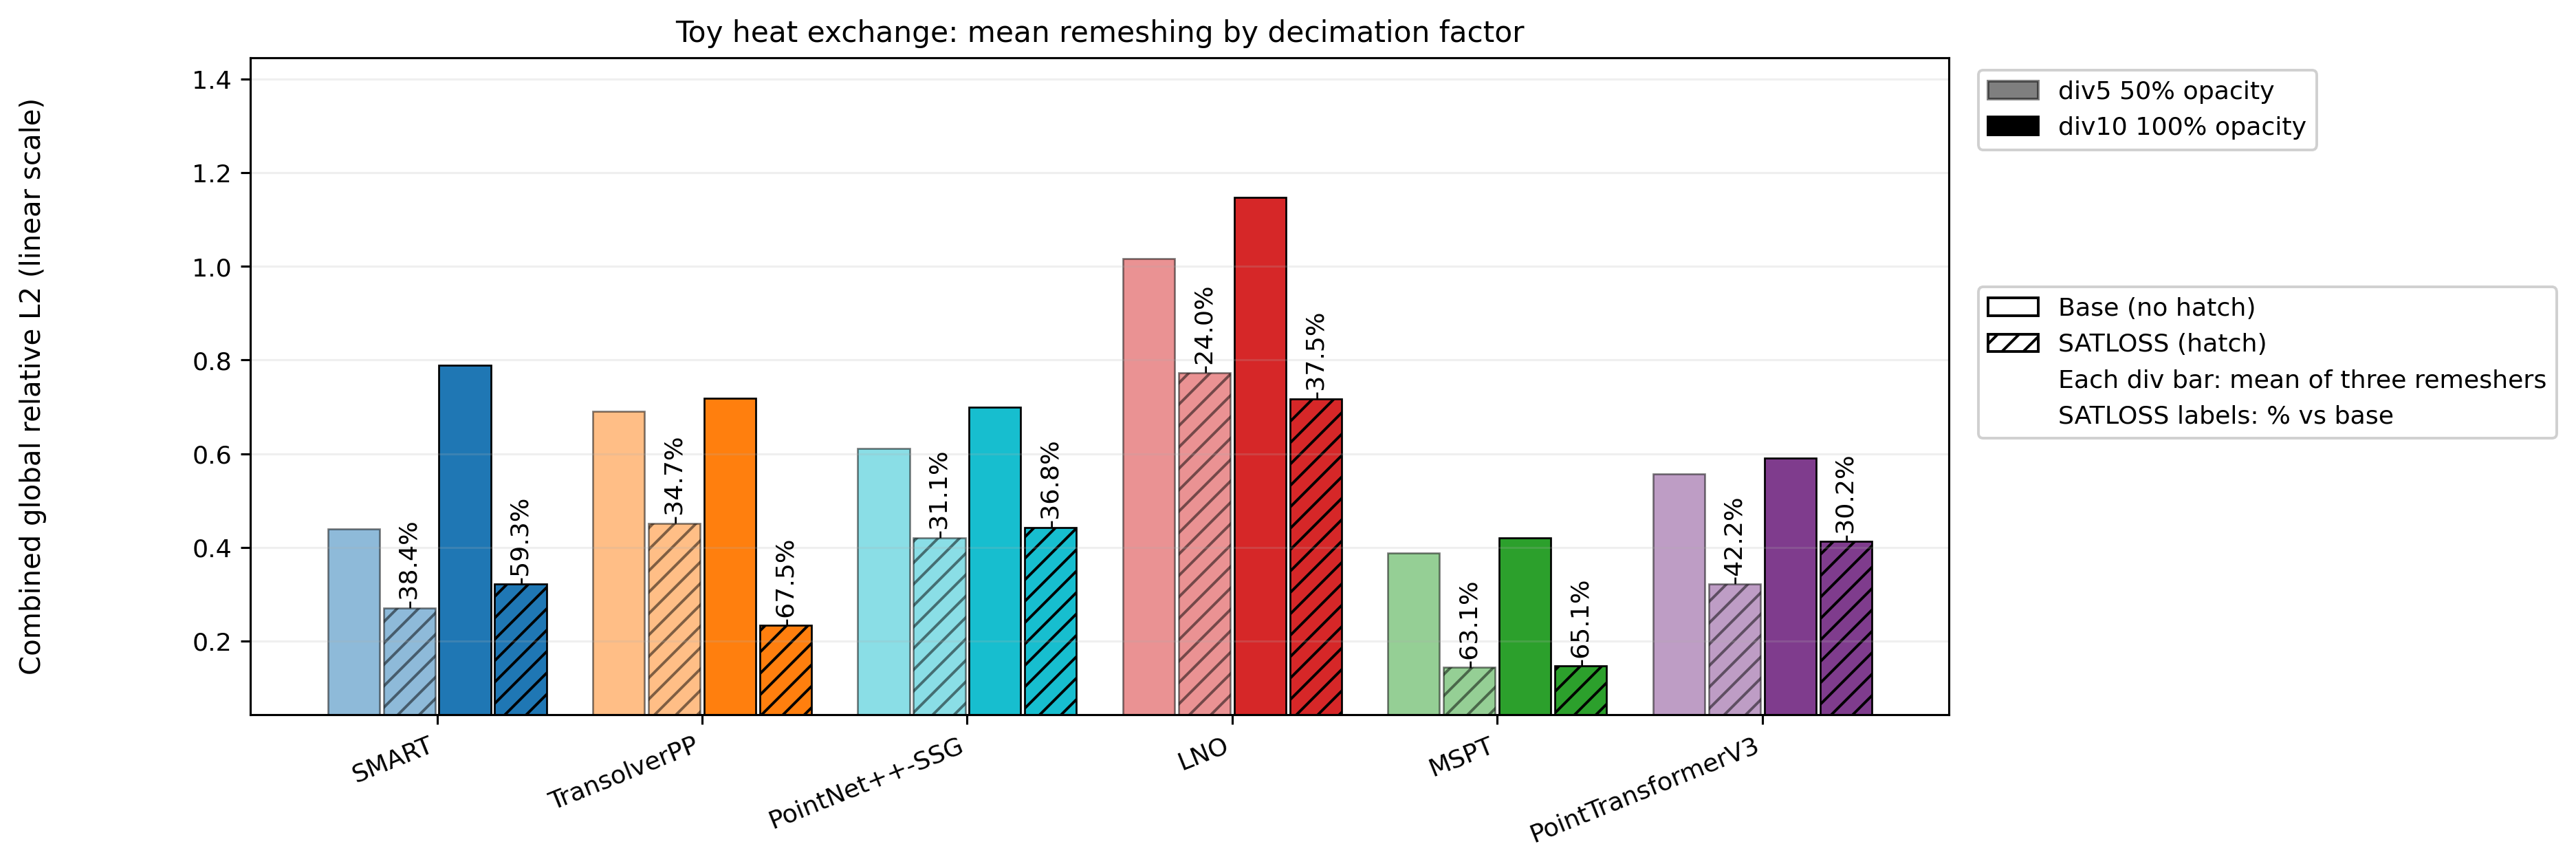 Toy heat exchange: mean remeshing by decimation factor
Combined global relative L2 (linear scale)
1.4
1.2
1.0
0.8
0.6
0.4
0.2
-38.4%
-59.3%
-34.7%
-67.5%
-31.1%
-36.8%
-24.0%
-37.5%
-63.1%
-65.1%
-42.2%
-30.2%
SMART
TransolverPP
PointNet++-SSG
LNO
MSPT
PointTransformerV3
div5 50% opacity
div10 100% opacity
Base (no hatch)
SATLOSS (hatch)
Each div bar: mean of three remeshers
SATLOSS labels: % vs base